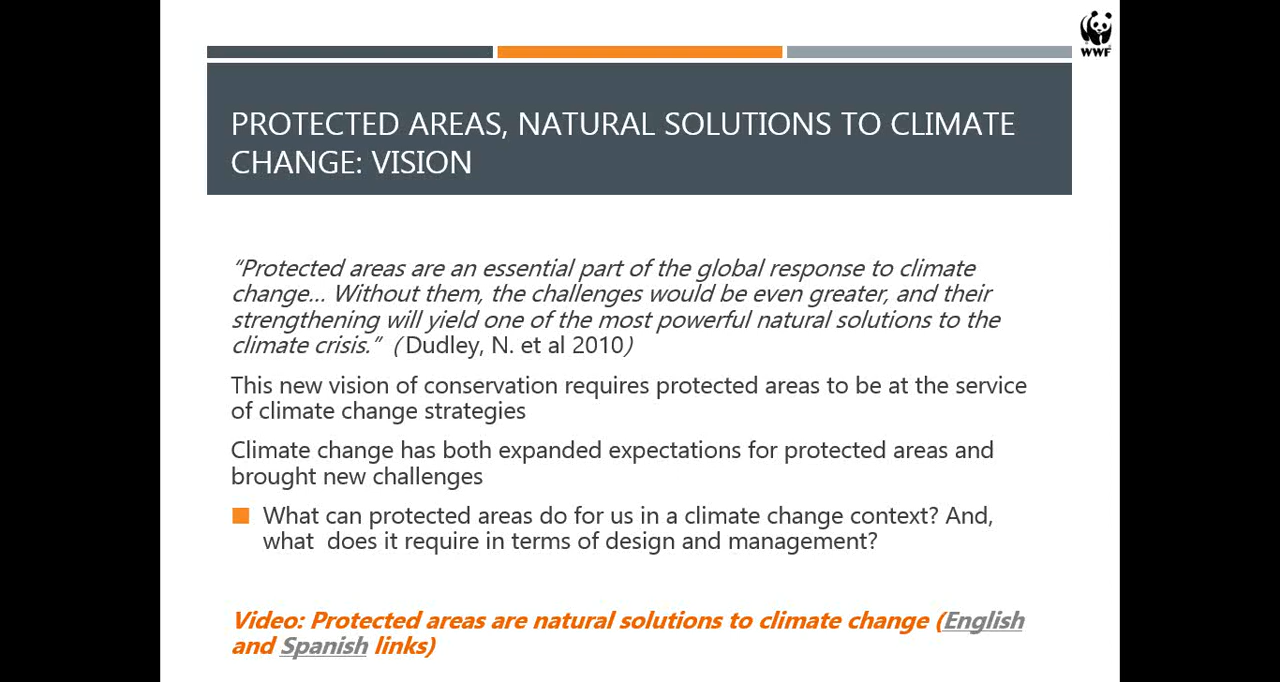 WWF
PROTECTED AREAS, NATURAL SOLUTIONS TO CLIMATE
CHANGE: VISION
“Protected areas are an essential part of the global response to climate
change... Without them, the challenges would be even greater, and their
strengthening will yield one of the most powerful natural solutions to the
climate crisis.” (Dudley, N. et al 2010)
This new vision of conservation requires protected areas to be at the service
of climate change strategies
Climate change has both expanded expectations for protected areas and
brought new challenges
What can protected areas do for us in a climate change context? And,
what does it require in terms of design and management?
Video: Protected areas are natural solutions to climate change (English
and Spanish links)